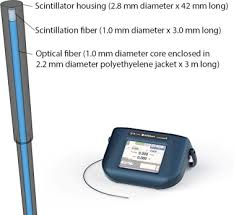 Scintillator housing (2.8 mm diameter x 42 mm long)
Scintillation fiber (1.0 mm diameter x 3.0 mm long)
Optical fiber (1.0 mm diameter core enclosed in
2.2 mm diameter polyethyelene jacket x 3 m long)